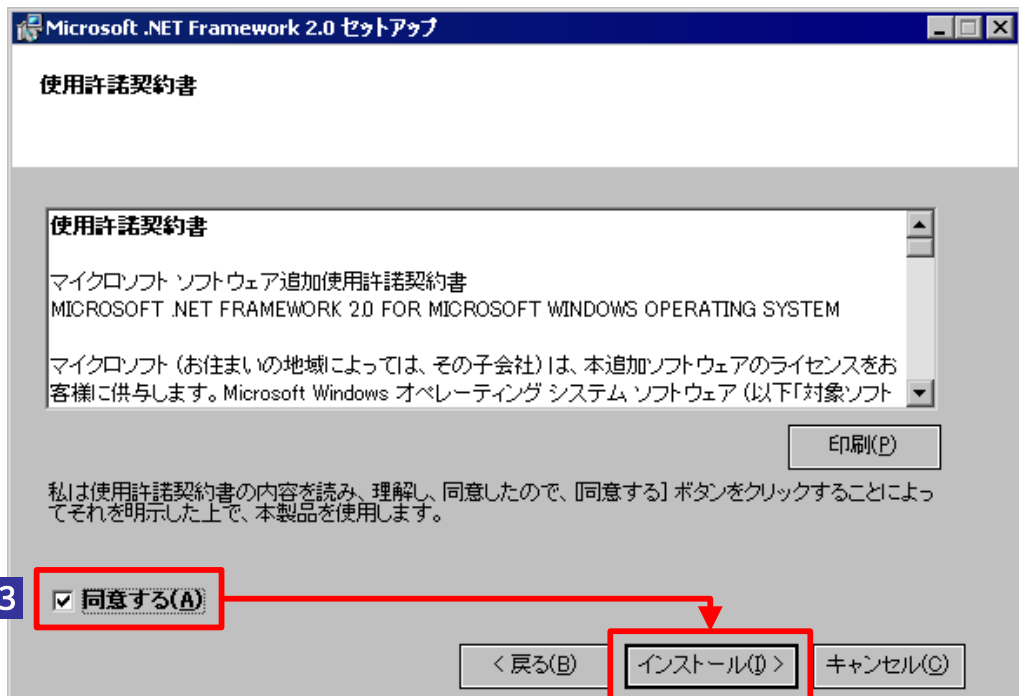 Microsoft .NET Framework 2.0 セットアップ
使用許諾契約書
使用許諾契約書
マイクロソフト ソフトウェア追加使用許諾契約書
MICROSOFT .NET FRAMEWORK 2.0 FOR MICROSOFT WINDOWS OPERATING SYSTEM
マイクロソフト (お住まいの地域によっては、その子会社) は、本追加ソフトウェアのライセンスをお
客様に供与します。Microsoft Windows オペレーティング システム ソフトウェア (以下「対象ソフト
印刷(P)
私は使用許諾契約書の内容を読み、理解し、同意したので、[同意する] ボタンをクリックすることによっ
てそれを明示した上で、本製品を使用します。
3
同意する(A)
< 戻る(B)
インストール(I) >
キャンセル(C)